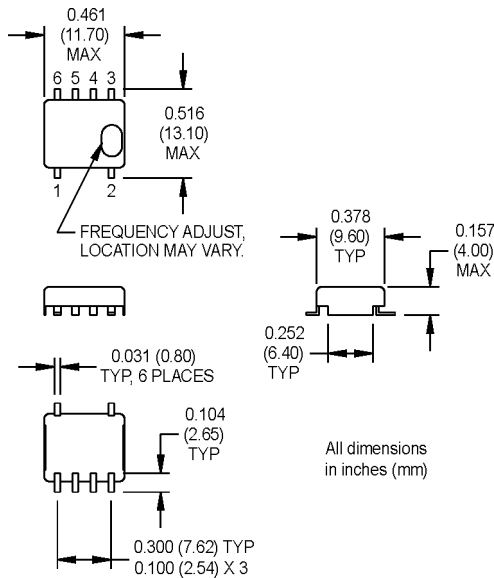 0.461
(11.70)
MAX
6 5 4 3
0.516
(13.10)
MAX
1 2
FREQUENCY ADJUST,
LOCATION MAY VARY.
0.378
(9.60)
TYP
0.157
(4.00)
MAX
0.252
(6.40)
TYP
0.031 (0.80)
TYP, 6 PLACES
0.104
(2.65)
TYP
All dimensions
in inches (mm)
0.300 (7.62) TYP
0.100 (2.54) X 3